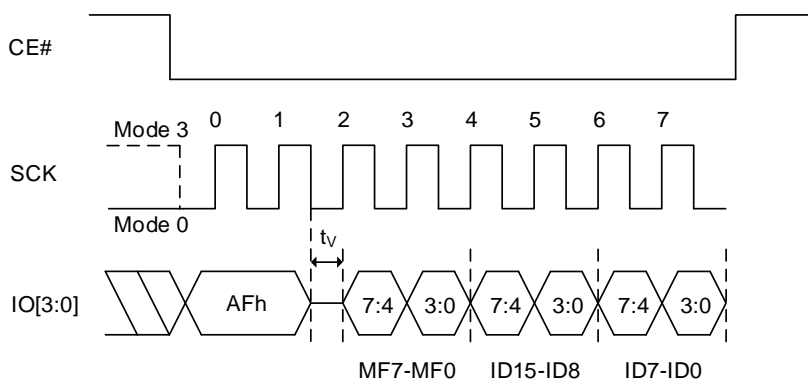 CE#
0 1 2 3 4 5 6 7
Mode 3
SCK
Mode 0
tV
IO[3:0] AFh 7:4 3:0 7:4 3:0 7:4 3:0
MF7-MF0 ID15-ID8 ID7-ID0